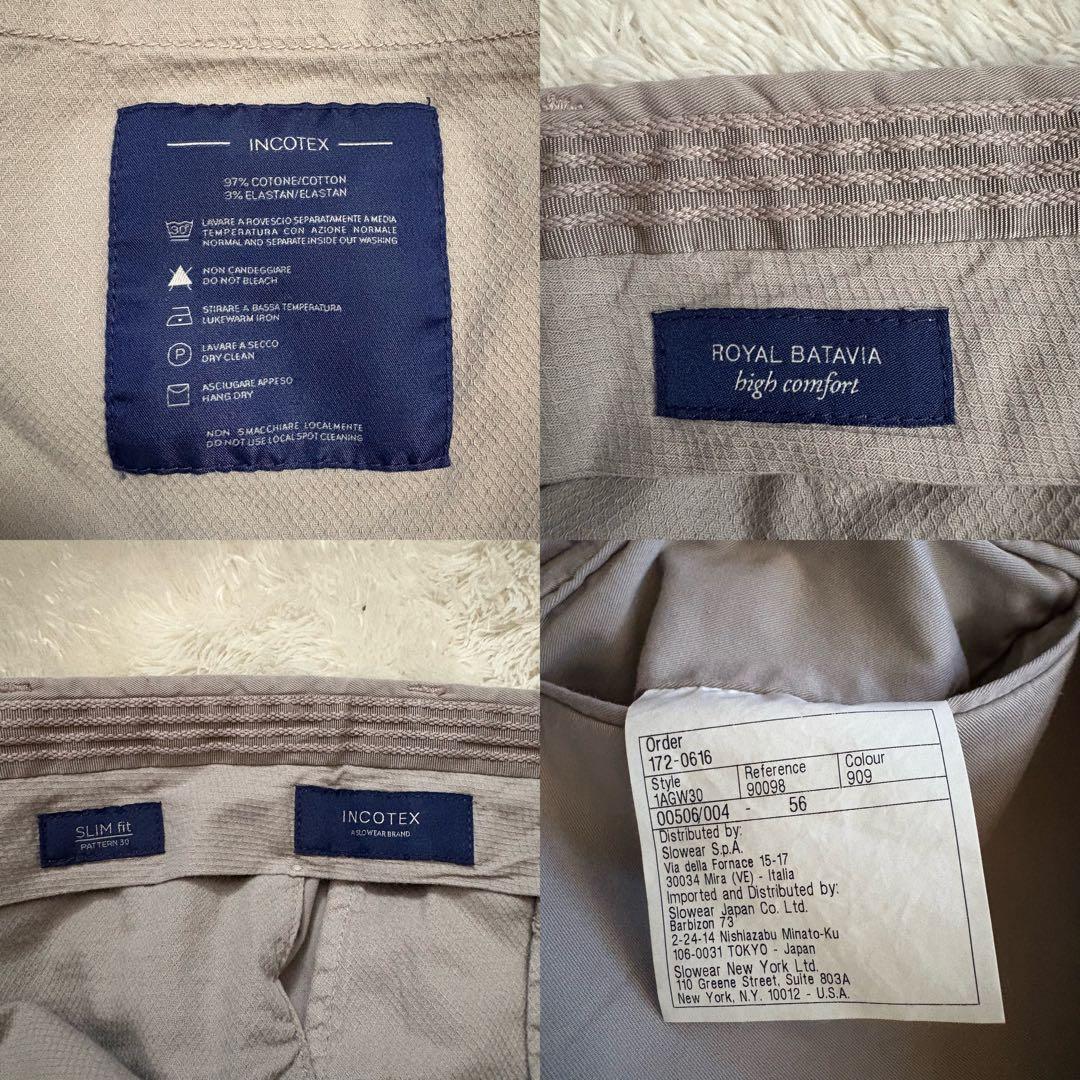 INCOTEX
97% COTONE/COTTON
3% ELASTAN/ELASTAN
30°
LAVARE A ROVESCIO SEPARATAMENTE A MEDIA
TEMPERATURA CON AZIONE NORMALE
NORMAL AND SEPARATE INSIDE OUT WASHING
NON CANDEGGIARE
DO NOT BLEACH
STIRARE A BASSA TEMPERATURA
LUKEWARM IRON
P
LAVARE A SECCO
DRY CLEAN
ASCIUGARE APPESO
HANG DRY
NON SMACCHIARE LOCALMENTE
DO NOT USE LOCAL SPOT CLEANING
ROYAL BATAVIA
high comfort
SLIM fit
PATTERN 30
INCOTEX
A SLOWEAR BRAND
Order
172-0616
Style
1AGW30
Reference
90098
Colour
909
00506/004 - 56
Distributed by:
Slowear S.p.A.
Via della Fornace 15-17
30034 Mira (VE) - Italia
Imported and Distributed by:
Slowear Japan Co. Ltd.
Barbizon 73
2-24-14 Nishiazabu Minato-Ku
106-0031 TOKYO - Japan
Slowear New York Ltd.
110 Greene Street, Suite 803A
New York, N.Y. 10012 - U.S.A.